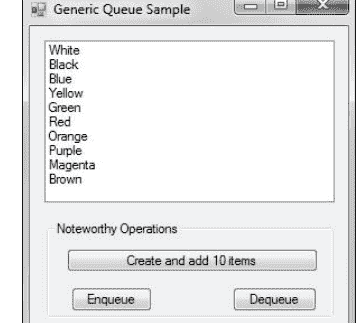 Generic Queue Sample
White
Black
Blue
Yellow
Green
Red
Orange
Purple
Magenta
Brown
Noteworthy Operations
Create and add 10 items
Enqueue Dequeue